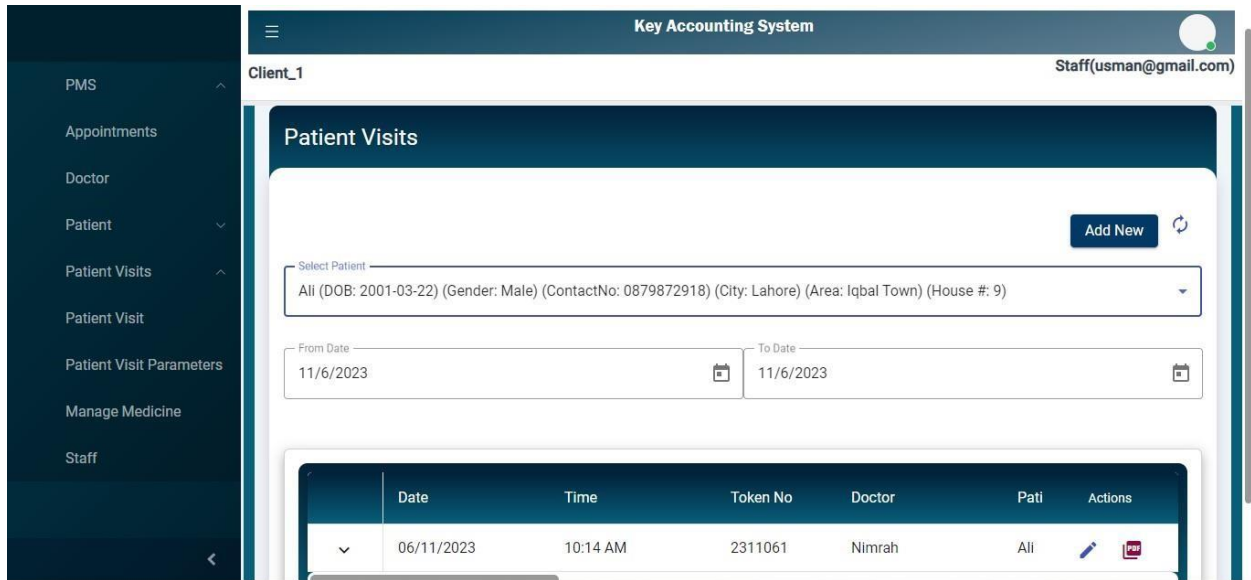 Key Accounting System
Client_1
Staff(usman@gmail.com)
PMS
Appointments
Doctor
Patient
Patient Visits
Patient Visit
Patient Visit Parameters
Manage Medicine
Staff
Patient Visits
Add New
Select Patient
Ali (DOB: 2001-03-22) (Gender: Male) (ContactNo: 0879872918) (City: Lahore) (Area: Iqbal Town) (House #: 9)
From Date To Date
11/6/2023 11/6/2023
Date Time Token No Doctor Pati Actions
06/11/2023 10:14 AM 2311061 Nimrah Ali PDF